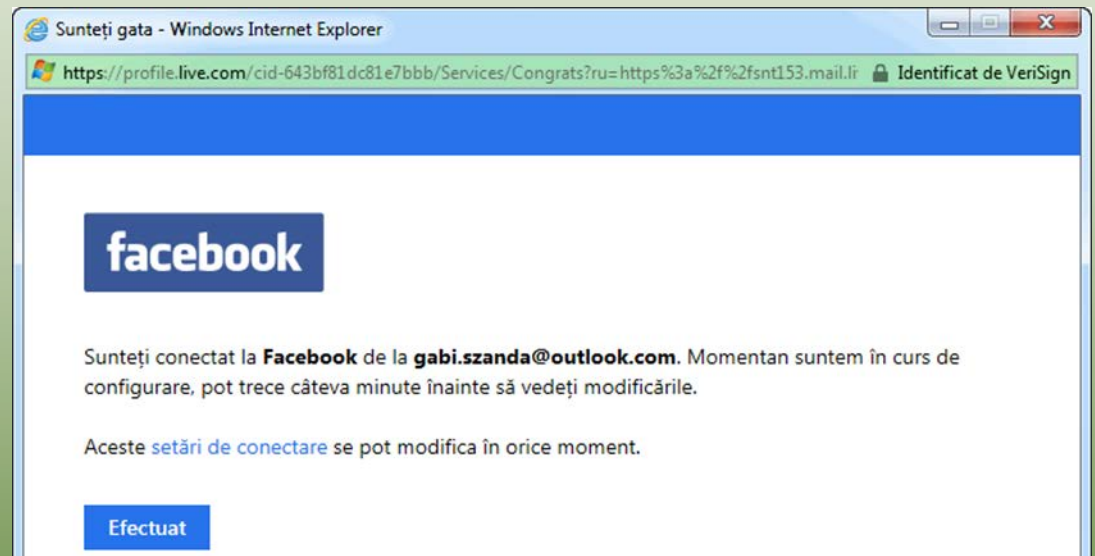 Sunteți gata - Windows Internet Explorer
https://profile.live.com/cid-643bf81dc81e7bbb/Services/Congrats?ru=https%3a%2f%2fsnt153.mail.li Identificat de VeriSign
facebook
Sunteți conectat la Facebook de la gabi.szanda@outlook.com. Momentan suntem în curs de
configurare, pot trece câteva minute înainte să vedeți modificările.
Aceste setări de conectare se pot modifica în orice moment.
Efectuat